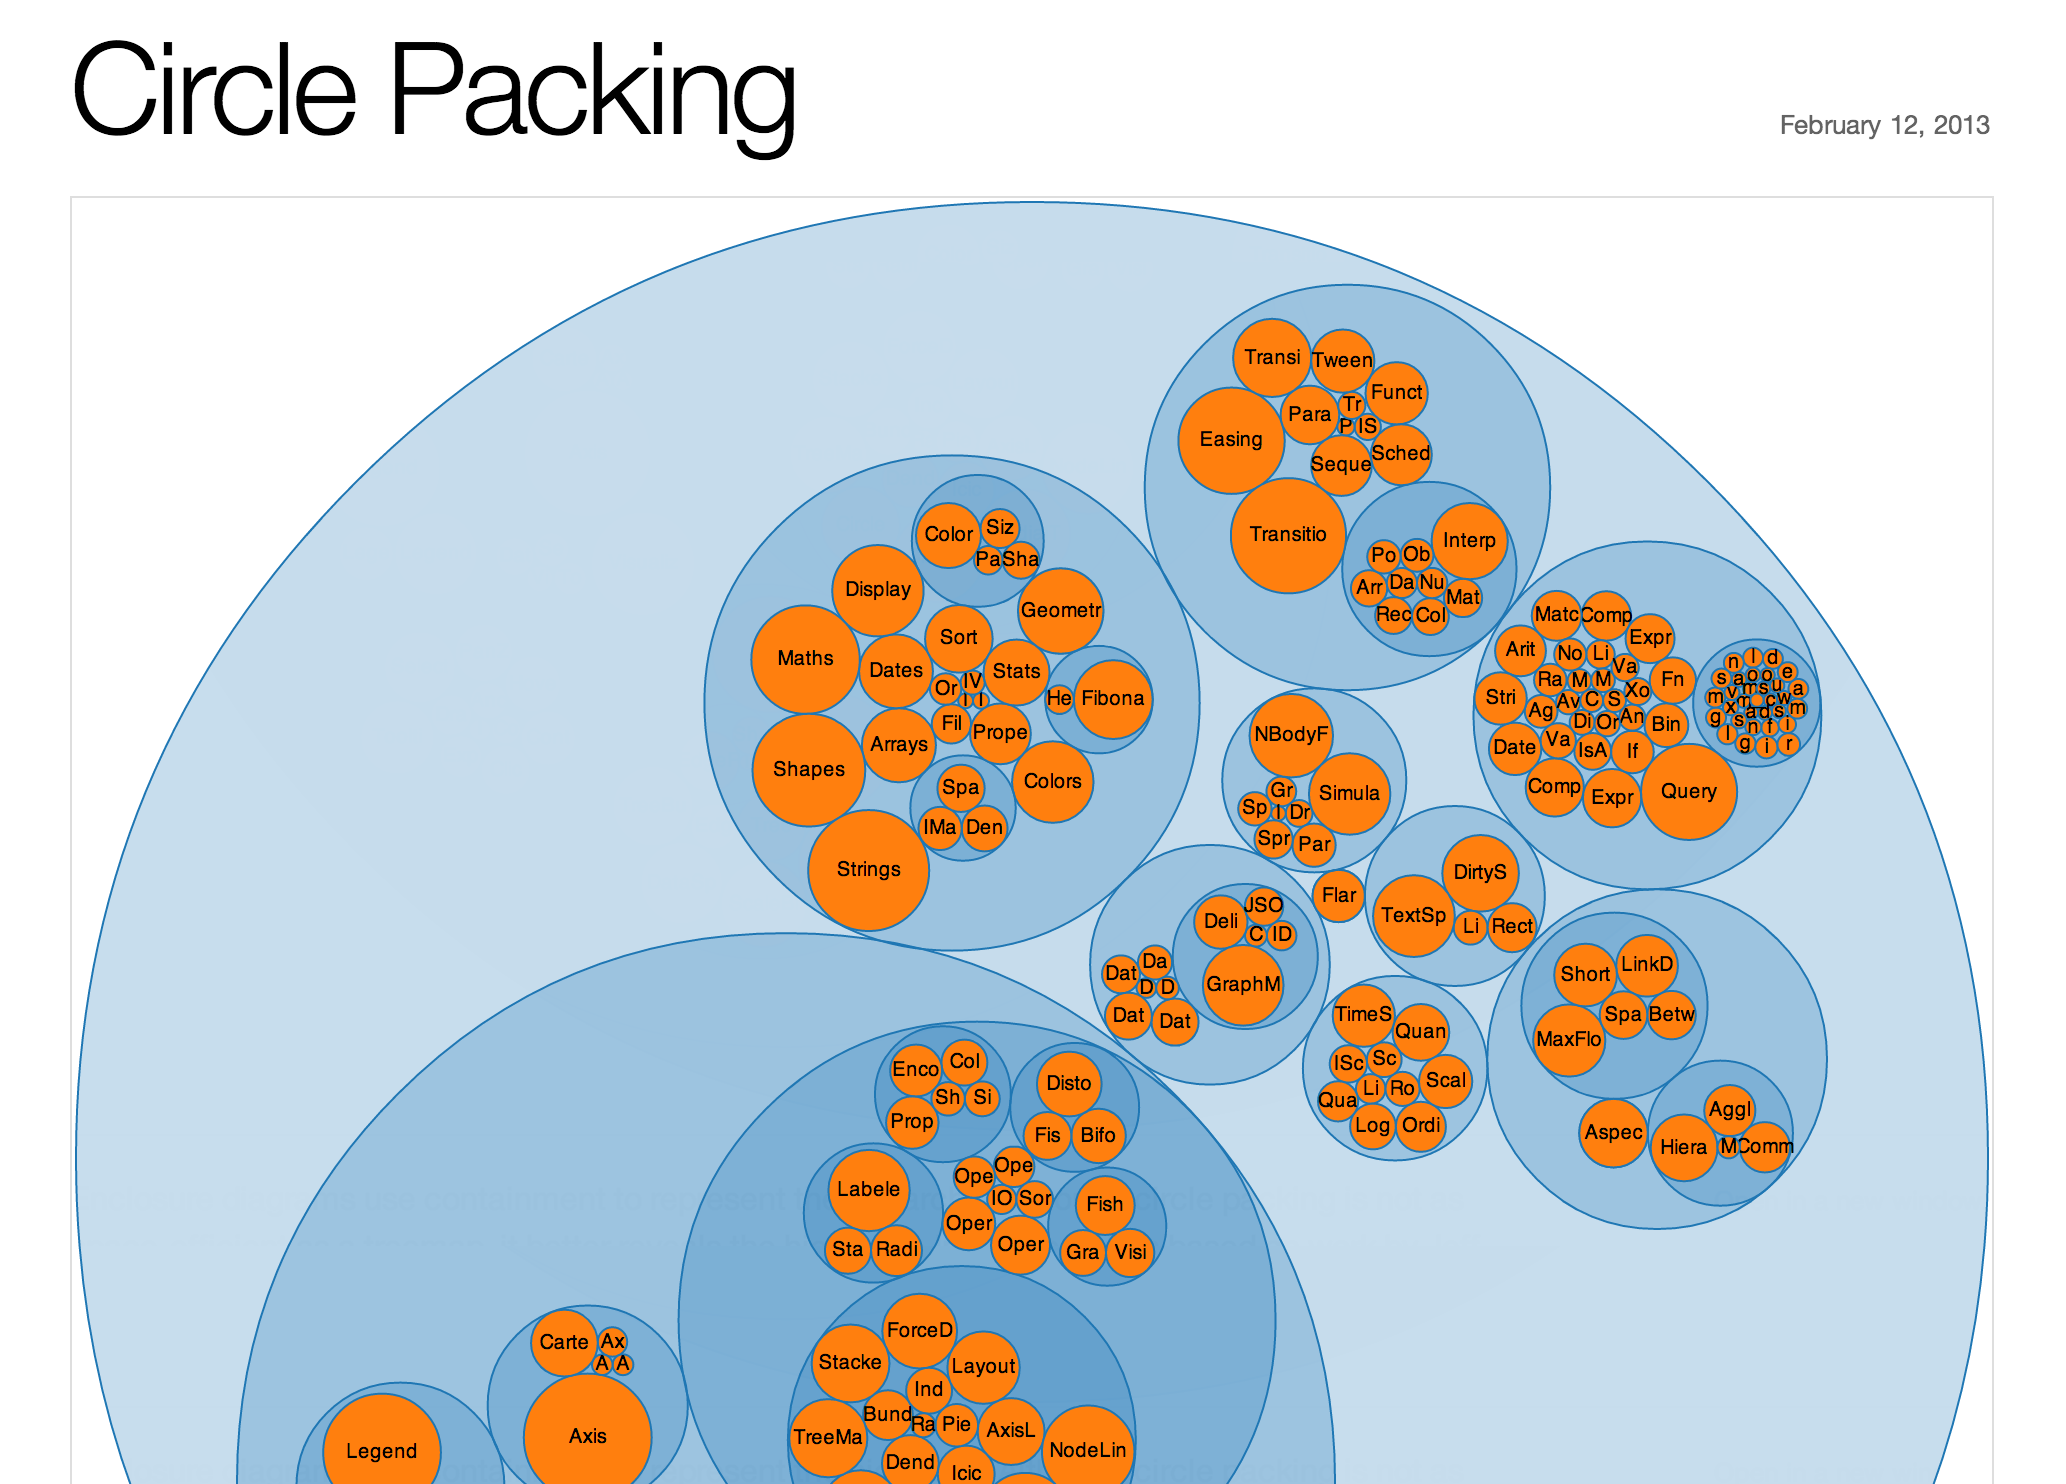 Circle Packing
February 12, 2013
Transi
Tween
Funct
Para
Tr
P
IS
Easing
Seque
Sched
Transitio
Interp
Po
Ob
Arr
Da
Nu
Mat
Rec
Col
Color
Siz
Pa
Sha
Display
Geometr
Maths
Sort
Dates
Stats
Or
IV
I
I
He
Fibona
Fil
Prope
Arrays
Shapes
Colors
Spa
IMa
Den
Strings
Matc
Comp
Expr
Arit
No
Li
Va
Ra
M
M
Fn
Stri
Xo
Ag
Av
C
S
Di
Or
An
Bin
Date
Va
IsA
If
Comp
Expr
Query
n
l
d
s
a
o
o
e
m
v
m
s
u
a
x
m
c
w
g
s
a
d
s
m
l
n
f
i
g
i
r
NBodyF
Simula
Gr
Sp
I
Dr
Spr
Par
Flar
DirtyS
TextSp
Li
Rect
Deli
JSO
C
ID
GraphM
Dat
Da
D
D
Dat
Dat
Short
LinkD
Spa
Betw
MaxFlo
Aspec
Aggl
Hiera
M
Comm
TimeS
Quan
ISc
Sc
Scal
Qua
Li
Ro
Log
Ordi
Enco
Col
Sh
Si
Prop
Disto
Fis
Bifo
Labele
Sta
Radi
Ope
Ope
IO
Sor
Oper
Oper
Fish
Gra
Visi
Carte
Ax
A
A
Axis
Legend
ForceD
Stacke
Layout
Ind
Bund
Ra
Pie
AxisL
TreeMa
NodeLin
Dend
Icic